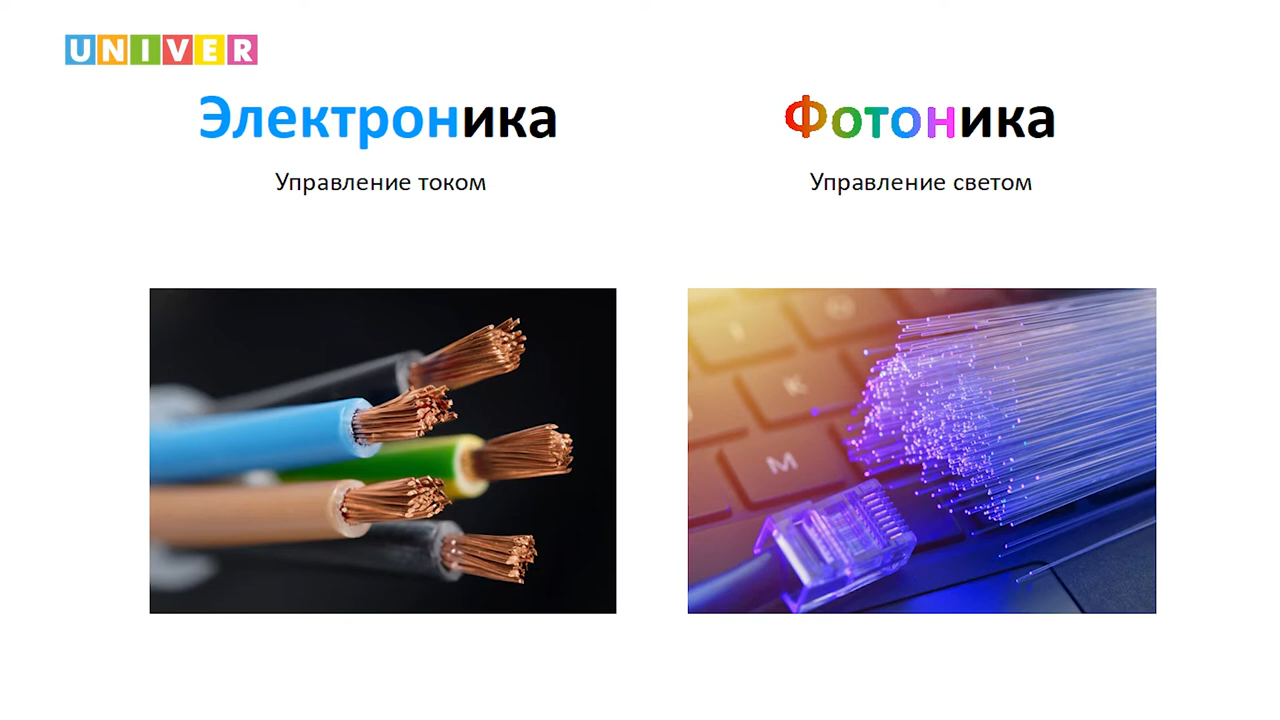 UNIVER
Электроника
Управление током
Фотоника
Управление светом
K
M